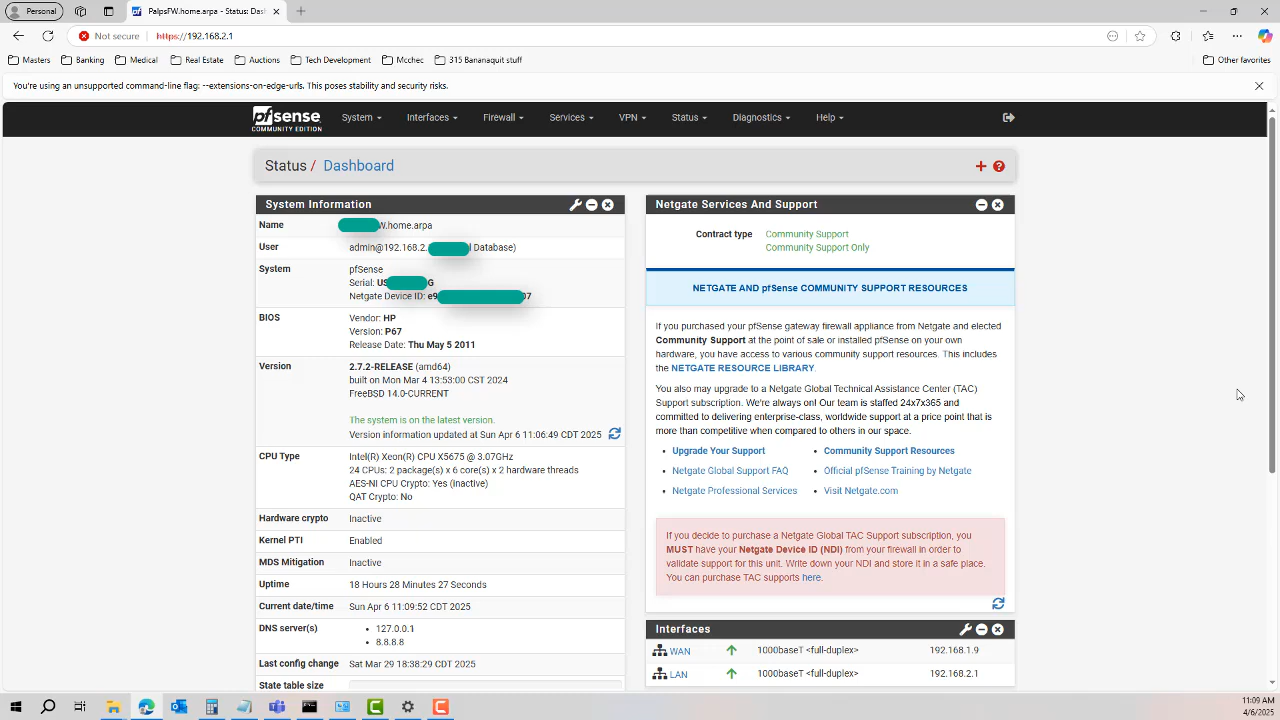 Personal
PalpsFW.home.arpa - Status: Das
Not secure
https://192.168.2.1
Masters
Banking
Medical
Real Estate
Auctions
Tech Development
Mcchec
315 Bananaquit stuff
Other favorites
You're using an unsupported command-line flag: --extensions-on-edge-urls. This poses stability and security risks.
pfsense
COMMUNITY EDITION
System
Interfaces
Firewall
Services
VPN
Status
Diagnostics
Help
Status / Dashboard
System Information
Name W.home.arpa
User admin@192.168.2. l Database)
System pfSense
Serial: US G
Netgate Device ID: e9 07
BIOS Vendor: HP
Version: P67
Release Date: Thu May 5 2011
Version 2.7.2-RELEASE (amd64)
built on Mon Mar 4 13:53:00 CST 2024
FreeBSD 14.0-CURRENT
The system is on the latest version.
Version information updated at Sun Apr 6 11:06:49 CDT 2025
CPU Type Intel(R) Xeon(R) CPU X5675 @ 3.07GHz
24 CPUs: 2 package(s) x 6 core(s) x 2 hardware threads
AES-NI CPU Crypto: Yes (inactive)
QAT Crypto: No
Hardware crypto Inactive
Kernel PTI Enabled
MDS Mitigation Inactive
Uptime 18 Hours 28 Minutes 27 Seconds
Current date/time Sun Apr 6 11:09:52 CDT 2025
DNS server(s)
• 127.0.0.1
• 8.8.8.8
Last config change Sat Mar 29 18:38:29 CDT 2025
State table size
Netgate Services And Support
Contract type Community Support
Community Support Only
NETGATE AND pfSense COMMUNITY SUPPORT RESOURCES
If you purchased your pfSense gateway firewall appliance from Netgate and elected
Community Support at the point of sale or installed pfSense on your own
hardware, you have access to various community support resources. This includes
the NETGATE RESOURCE LIBRARY.
You also may upgrade to a Netgate Global Technical Assistance Center (TAC)
Support subscription. We're always on! Our team is staffed 24x7x365 and
committed to delivering enterprise-class, worldwide support at a price point that is
more than competitive when compared to others in our space.
• Upgrade Your Support
• Community Support Resources
• Netgate Global Support FAQ
• Official pfSense Training by Netgate
• Netgate Professional Services
• Visit Netgate.com
If you decide to purchase a Netgate Global TAC Support subscription, you
MUST have your Netgate Device ID (NDI) from your firewall in order to
validate support for this unit. Write down your NDI and store it in a safe place.
You can purchase TAC supports here.
Interfaces
WAN 1000baseT <full-duplex> 192.168.1.9
LAN 1000baseT <full-duplex> 192.168.2.1
11:09 AM
4/6/2025